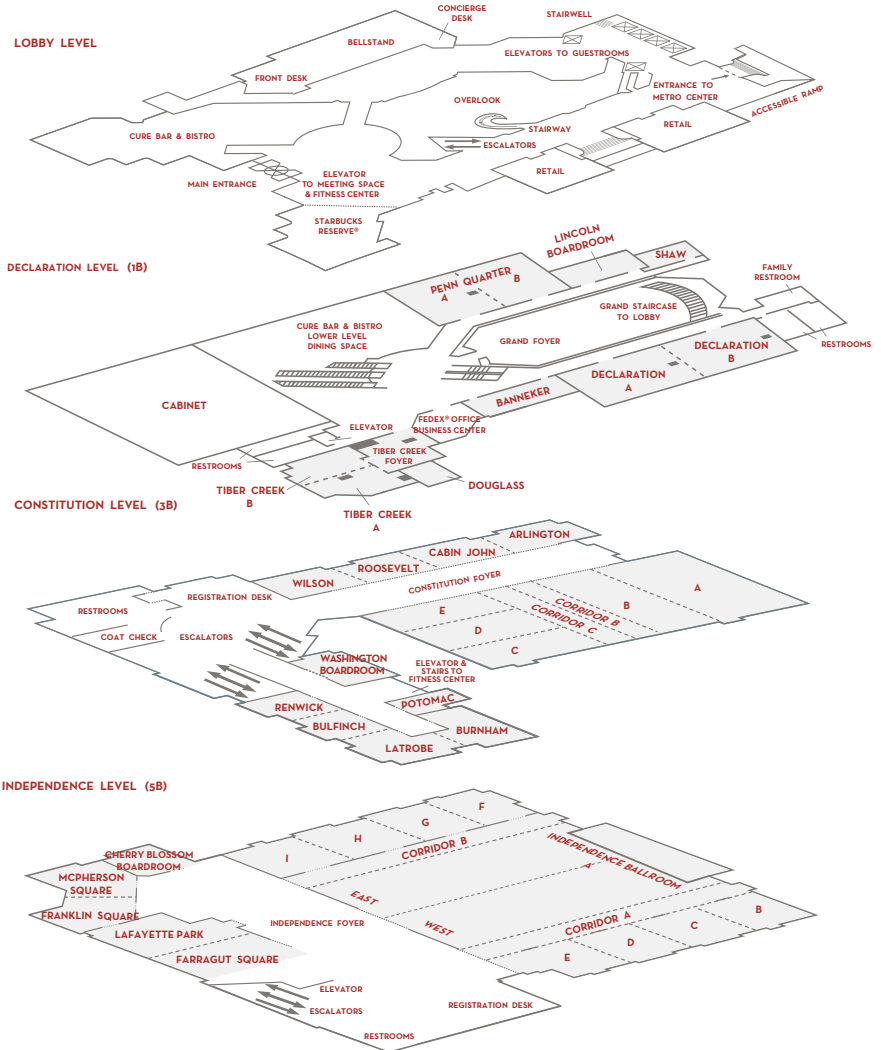 LOBBY LEVEL
CONCIERGE
DESK
BELLSTAND
FRONT DESK
STAIRWELL
ELEVATORS TO GUESTROOMS
ENTRANCE TO
METRO CENTER
ACCESSIBLE RAMP
OVERLOOK
STAIRWAY
ESCALATORS
RETAIL
RETAIL
CURE BAR & BISTRO
MAIN ENTRANCE
ELEVATOR
TO MEETING SPACE
& FITNESS CENTER
STARBUCKS
RESERVE®
DECLARATION LEVEL (1B)
PENN QUARTER
A
B
LINCOLN
BOARDROOM
SHAW
FAMILY
RESTROOM
GRAND STAIRCASE
TO LOBBY
GRAND FOYER
CURE BAR & BISTRO
LOWER LEVEL
DINING SPACE
RESTROOMS
DECLARATION
B
DECLARATION
A
BANNEKER
CABINET
FEDEX® OFFICE
BUSINESS CENTER
ELEVATOR
TIBER CREEK
FOYER
RESTROOMS
DOUGLASS
TIBER CREEK
B
TIBER CREEK
A
CONSTITUTION LEVEL (3B)
ARLINGTON
CABIN JOHN
ROOSEVELT
WILSON
CONSTITUTION FOYER
REGISTRATION DESK
RESTROOMS
COAT CHECK
ESCALATORS
A
B
CORRIDOR B
CORRIDOR C
E
D
C
WASHINGTON
BOARDROOM
ELEVATOR &
STAIRS TO
FITNESS CENTER
POTOMAC
RENWICK
BULFINCH
LATROBE
BURNHAM
INDEPENDENCE LEVEL (5B)
F
G
H
I
CORRIDOR B
CHERRY BLOSSOM
BOARDROOM
MCPHERSON
SQUARE
FRANKLIN SQUARE
LAFAYETTE PARK
FARRAGUT SQUARE
INDEPENDENCE FOYER
EAST
WEST
INDEPENDENCE BALLROOM
A
CORRIDOR A
B
C
D
E
ELEVATOR
ESCALATORS
REGISTRATION DESK
RESTROOMS